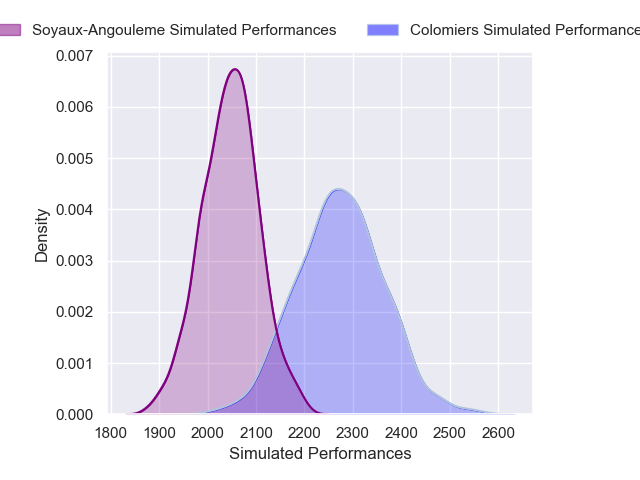 Soyaux-Angouleme Simulated Performances
Colomiers Simulated Performance
0.007
0.006
0.005
0.004
0.003
0.002
0.001
0.000
Density
1800 1900 2000 2100 2200 2300 2400 2500 2600
Simulated Performances